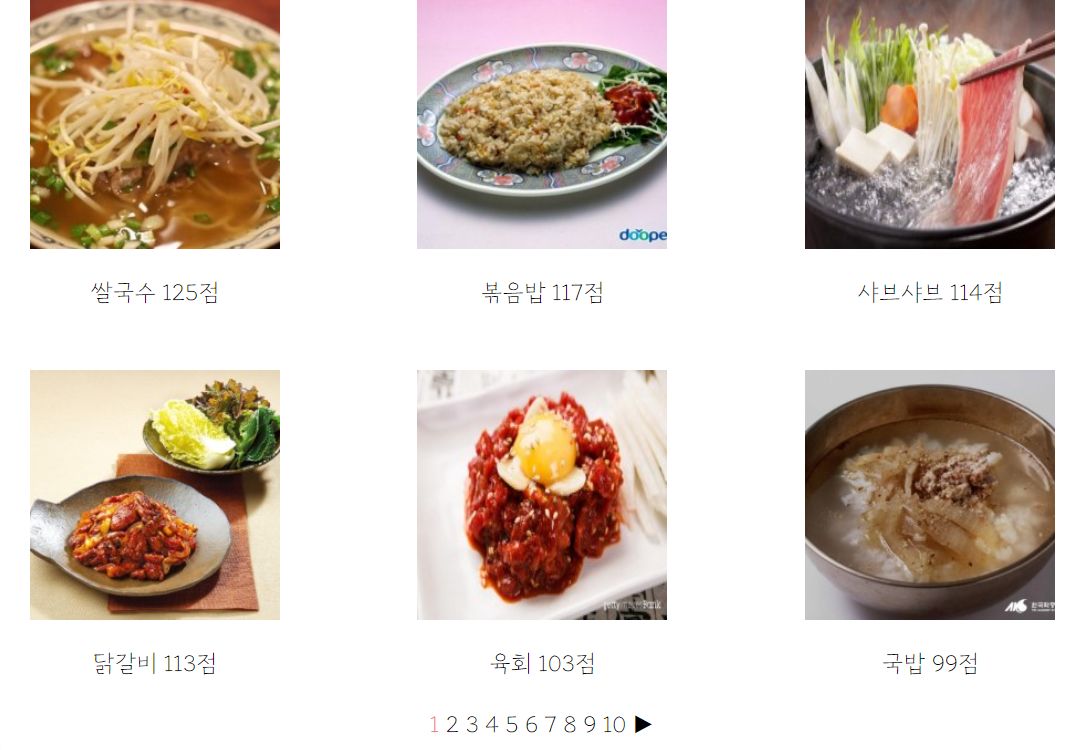 doope
쌀국수 125점
볶음밥 117점
샤브샤브 114점
닭갈비 113점
육회 103점
국밥 99점
1 2 3 4 5 6 7 8 9 10 ▶